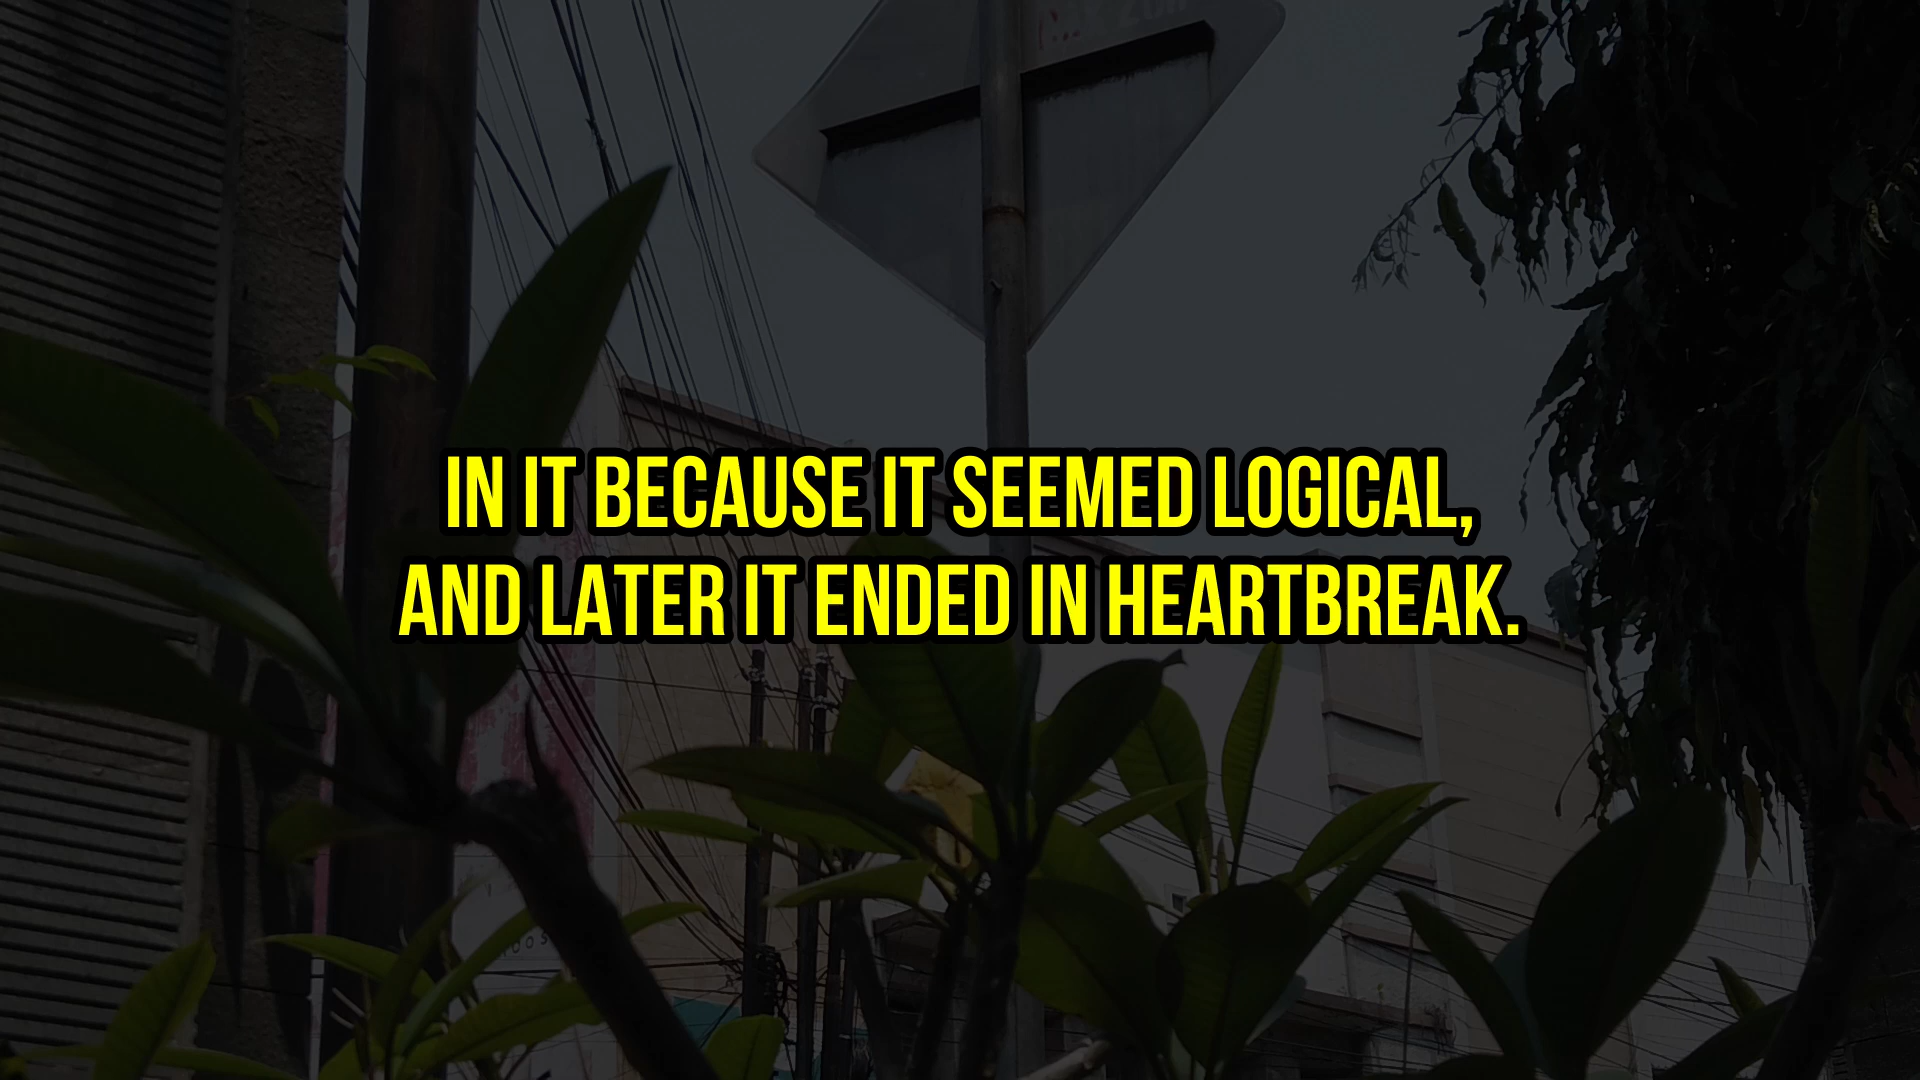 IN IT BECAUSE IT SEEMED LOGICAL,
AND LATER IT ENDED IN HEARTBREAK.